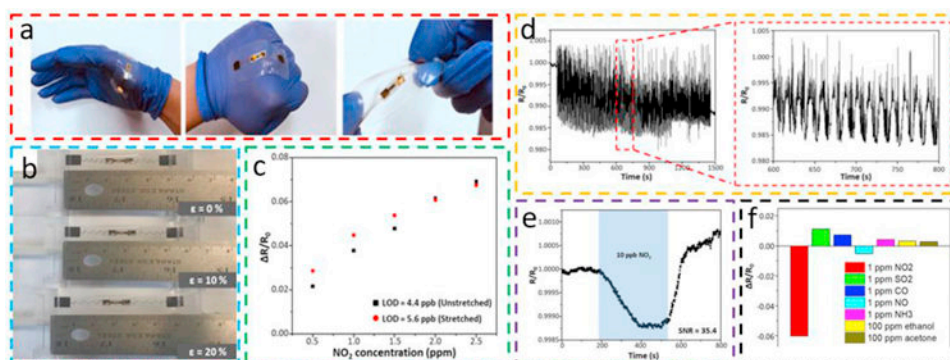 a
b
ε = 0 %
ε = 10 %
ε = 20 %
c
0.08
0.06
0.04
0.02
0.00
ΔR/R₀
LOD = 4.4 ppb (Unstretched)
LOD = 5.6 ppb (Stretched)
0.5 1.0 1.5 2.0 2.5
NO₂ concentration (ppm)
d
1.005
1.000
0.995
0.990
0.985
0.980
R/R₀
0 300 600 900 1200 1500
Time (s)
1.005
1.000
0.995
0.990
0.985
0.980
R/R₀
600 650 700 750 800
Time (s)
e
1.0010
1.0005
1.0000
0.9995
0.9990
0.9985
R/R₀
10 ppb NO₂
SNR = 35.4
0 200 400 600 800
Time (s)
f
0.02
0.00
-0.02
-0.04
-0.06
ΔR/R₀
1 ppm NO2
1 ppm SO2
1 ppm CO
1 ppm NO
1 ppm NH3
100 ppm ethanol
100 ppm acetone